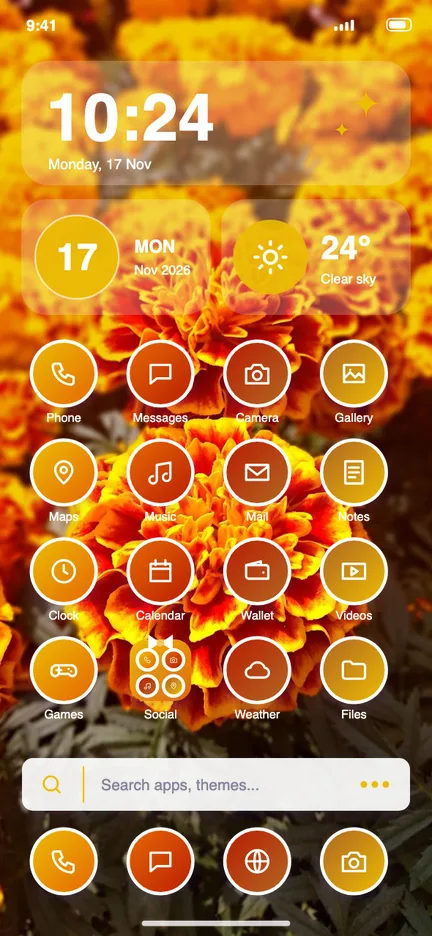 9:41
10:24
Monday, 17 Nov
17
MON
Nov 2026
24°
Clear sky
Phone
Messages
Camera
Gallery
Maps
Music
Mail
Notes
Clock
Calendar
Wallet
Videos
Games
Social
Weather
Files
Search apps, themes...